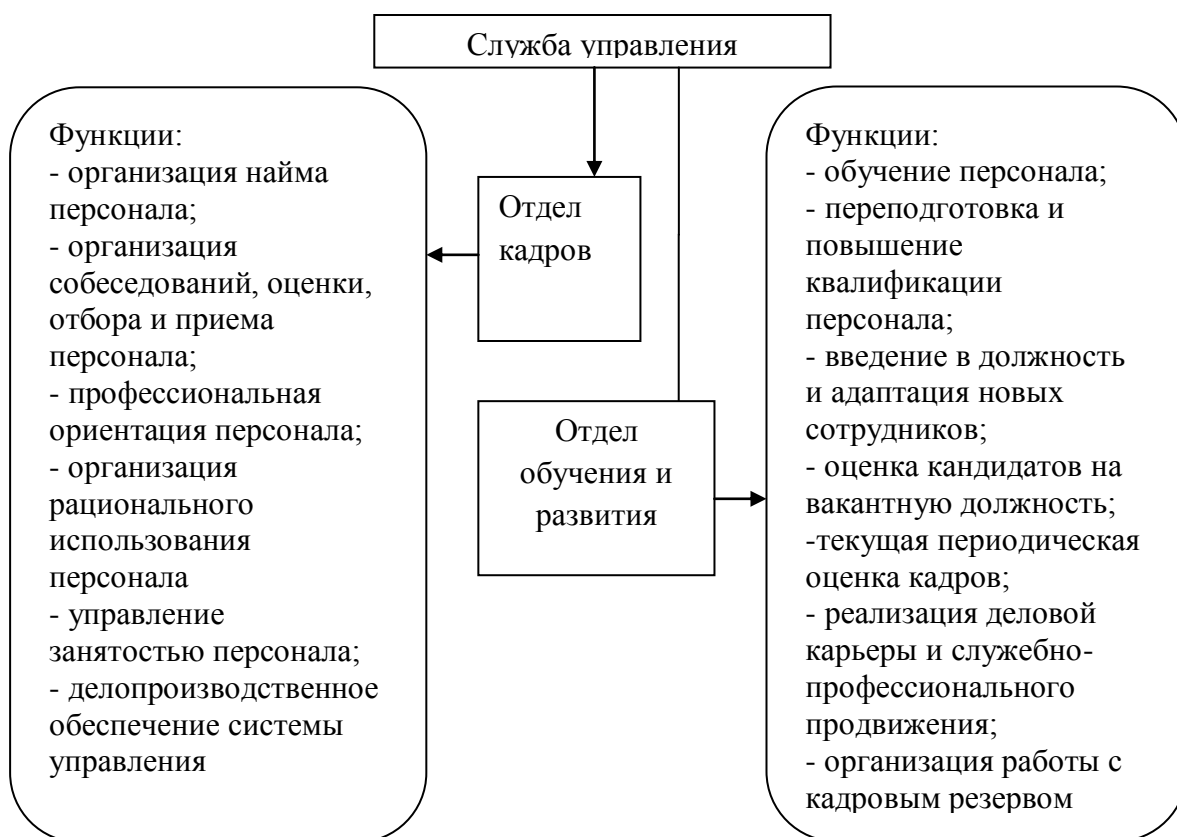 Служба управления
Функции:
- организация найма
персонала;
- организация
собеседований, оценки,
отбора и приема
персонала;
- профессиональная
ориентация персонала;
- организация
рационального
использования
персонала
- управление
занятостью персонала;
- делопроизводственное
обеспечение системы
управления
Отдел
кадров
Отдел
обучения и
развития
Функции:
- обучение персонала;
- переподготовка и
повышение
квалификации
персонала;
- введение в должность
и адаптация новых
сотрудников;
- оценка кандидатов на
вакантную должность;
-текущая периодическая
оценка кадров;
- реализация деловой
карьеры и служебно-
профессионального
продвижения;
- организация работы с
кадровым резервом